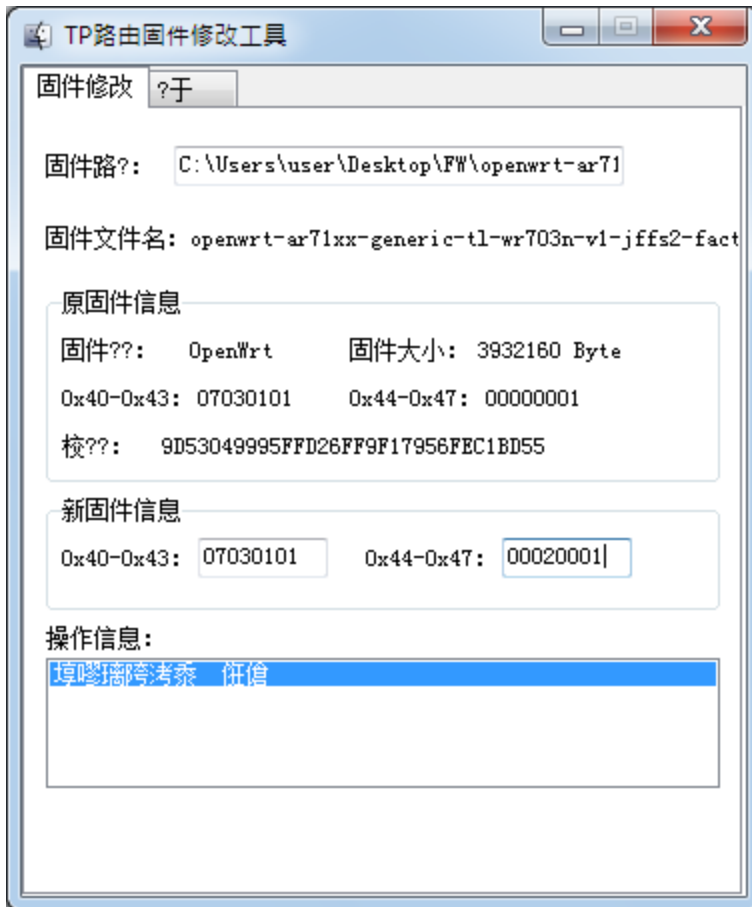 TP路由固件修改工具
固件修改 ?于
固件路?: C:\Users\user\Desktop\FW\openwrt-ar71
固件文件名: openwrt-ar71xx-generic-tl-wr703n-v1-jffs2-fact
原固件信息
固件??: OpenWrt 固件大小: 3932160 Byte
0x40-0x43: 07030101 0x44-0x47: 00000001
校??: 9D53049995FFD26FF9F17956FEC1BD55
新固件信息
0x40-0x43: 07030101 0x44-0x47: 00020001
操作信息: